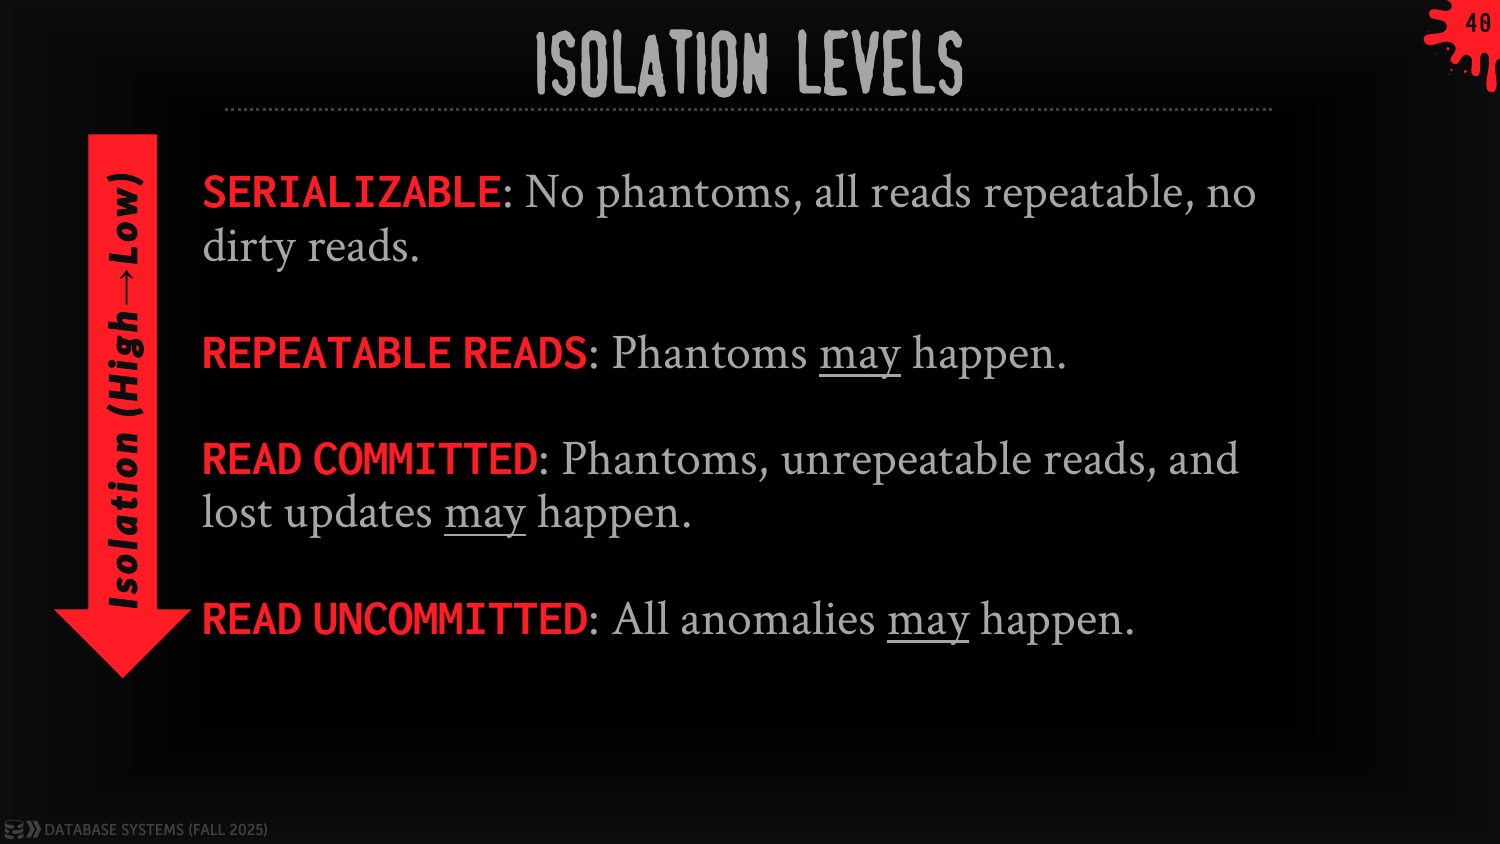 ISOLATION LEVELS
40
Isolation (High→Low)
SERIALIZABLE: No phantoms, all reads repeatable, no
dirty reads.
REPEATABLE READS: Phantoms may happen.
READ COMMITTED: Phantoms, unrepeatable reads, and
lost updates may happen.
READ UNCOMMITTED: All anomalies may happen.
DATABASE SYSTEMS (FALL 2025)